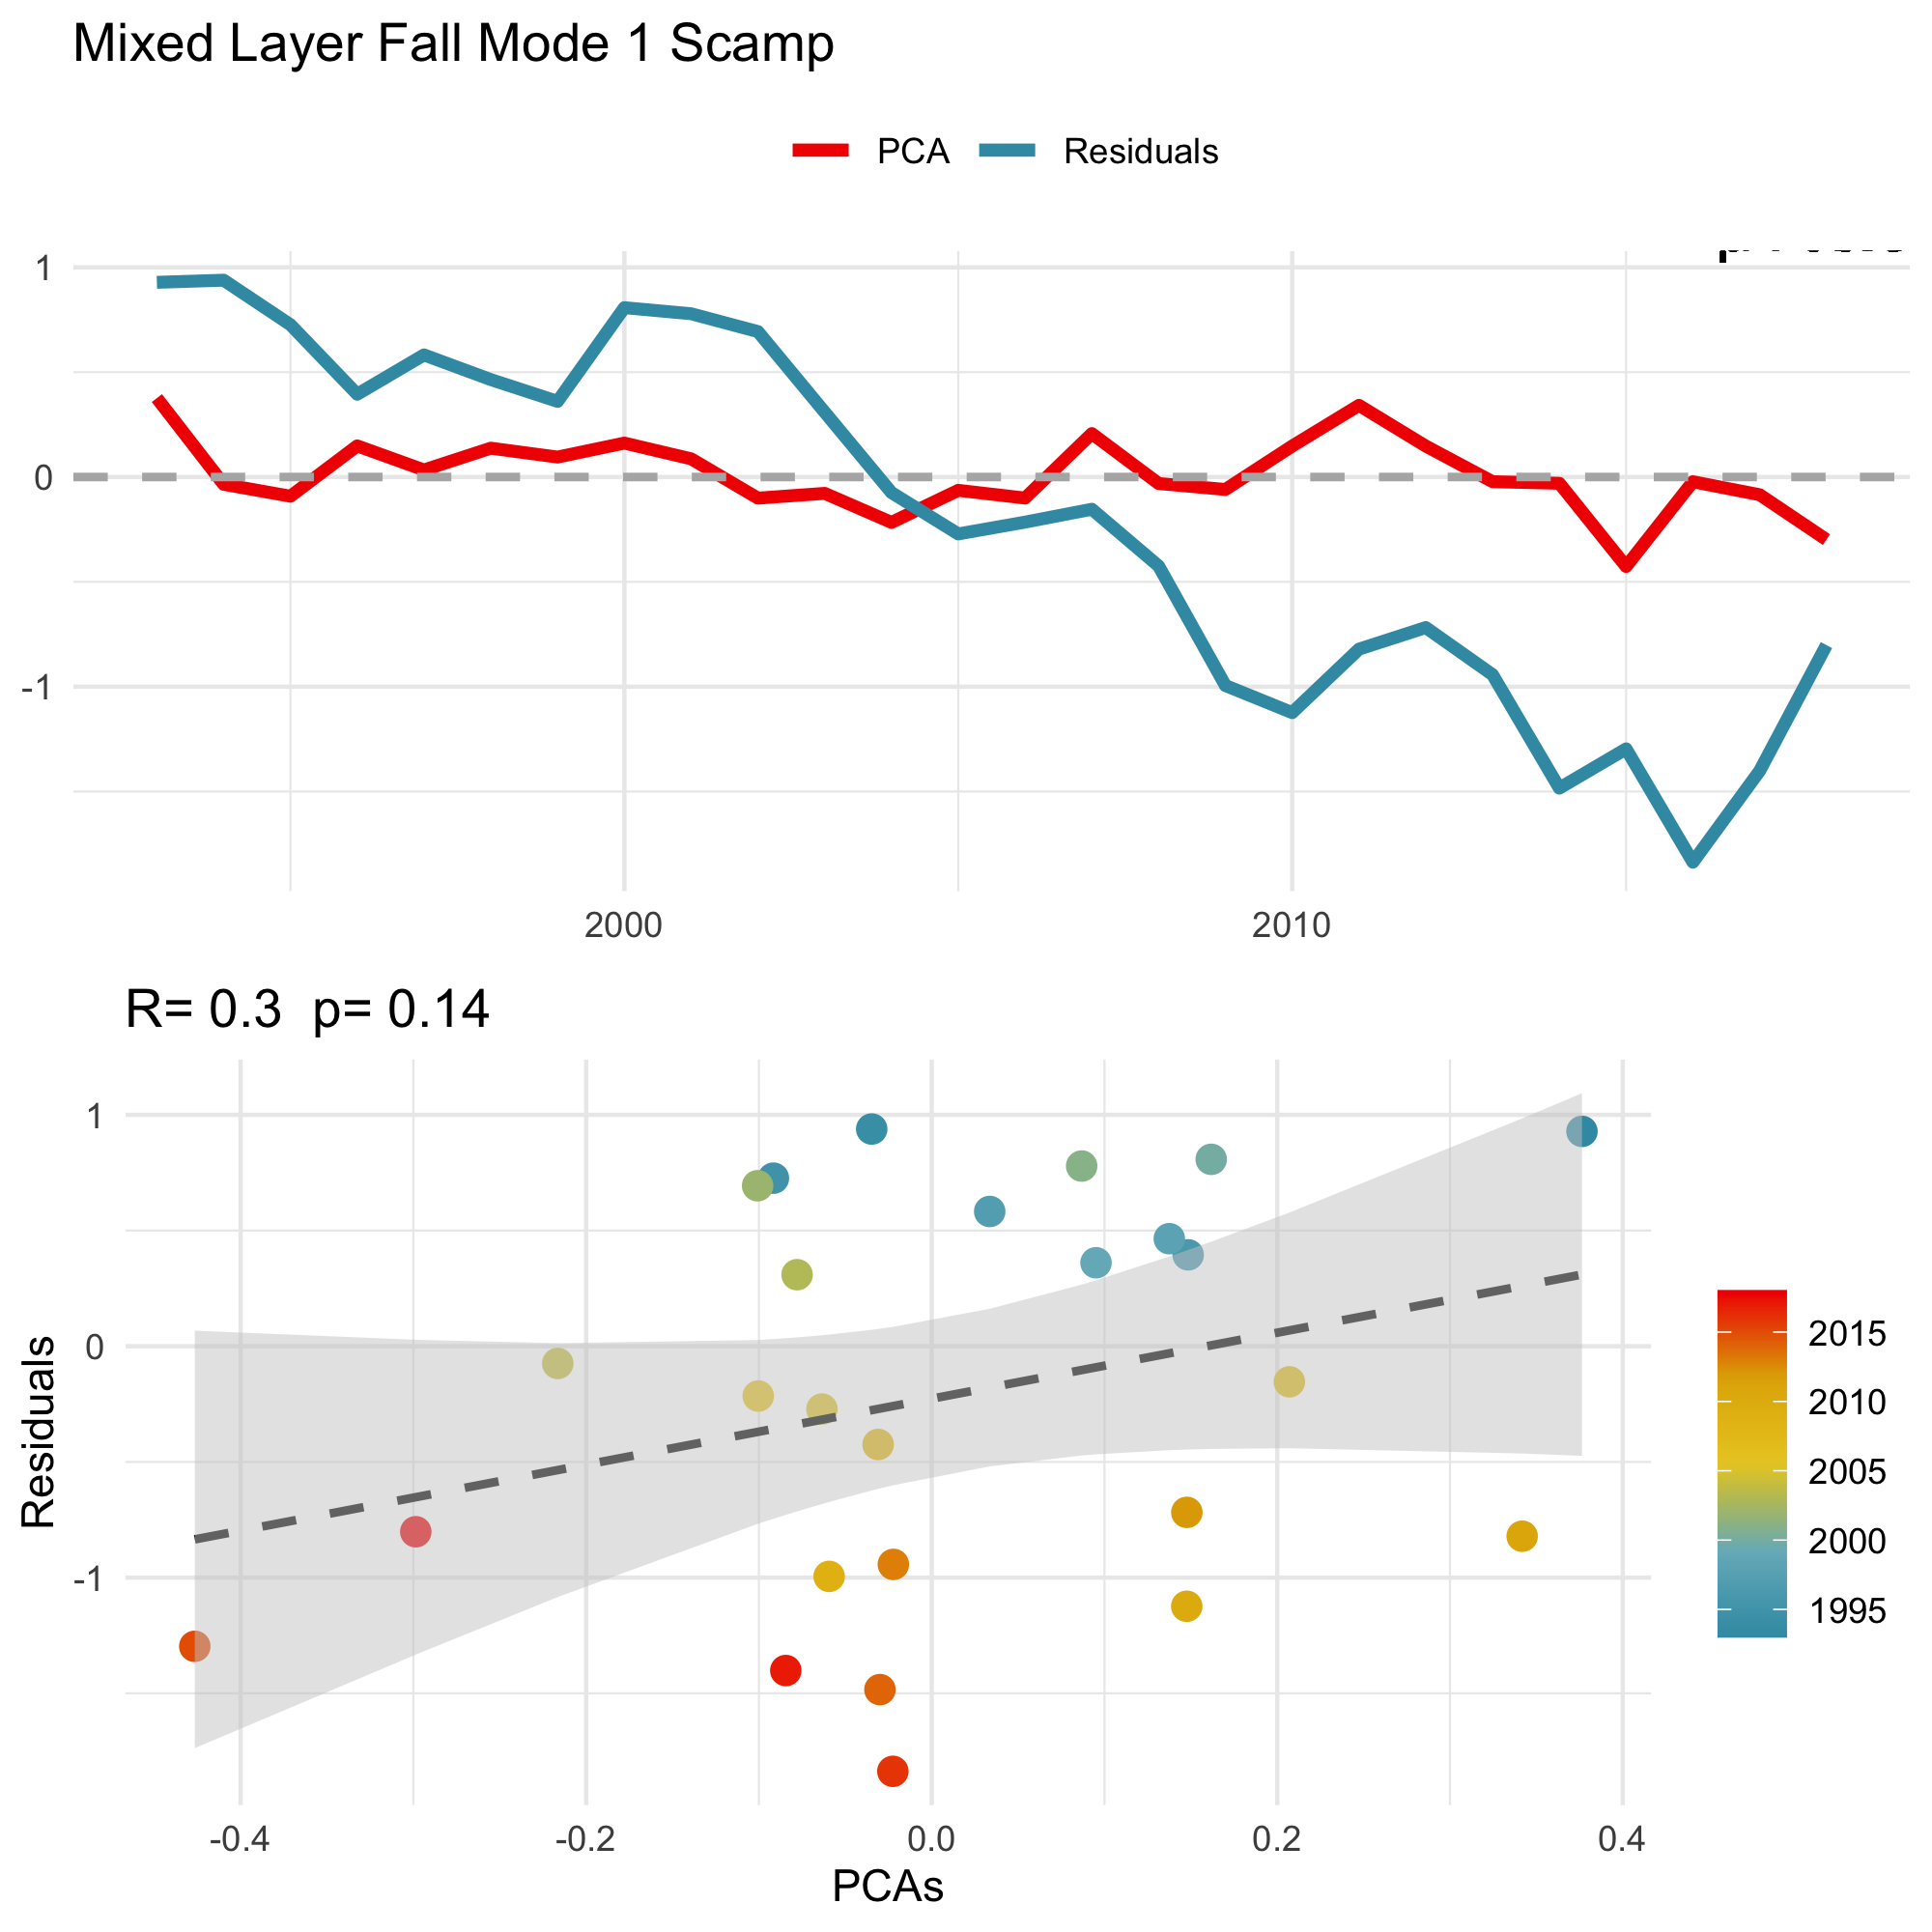 Mixed Layer Fall Mode 1 Scamp
PCA Residuals
1
0
-1
2000 2010
R= 0.3 p= 0.14
Residuals
1
0
-1
-0.4 -0.2 0.0 0.2 0.4
PCAs
2015
2010
2005
2000
1995